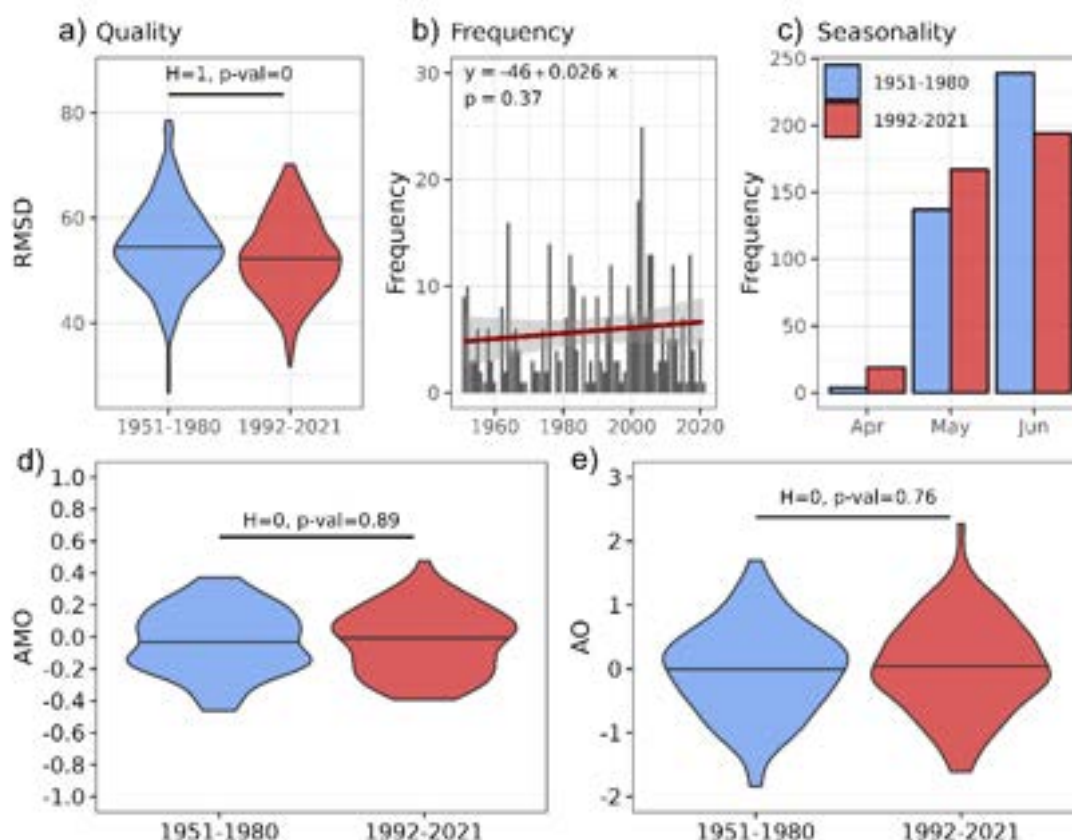 a) Quality
H=1, p-val=0
RMSD
80
60
40
1951-1980 1992-2021
b) Frequency
y = -46 + 0.026 x
p = 0.37
Frequency
30
20
10
0
1960 1980 2000 2020
c) Seasonality
1951-1980
1992-2021
Frequency
250
200
150
100
50
0
Apr May Jun
d)
H=0, p-val=0.89
AMO
1.0
0.8
0.6
0.4
0.2
0.0
-0.2
-0.4
-0.6
-0.8
-1.0
1951-1980 1992-2021
e)
H=0, p-val=0.76
AO
3
2
1
0
-1
-2
1951-1980 1992-2021